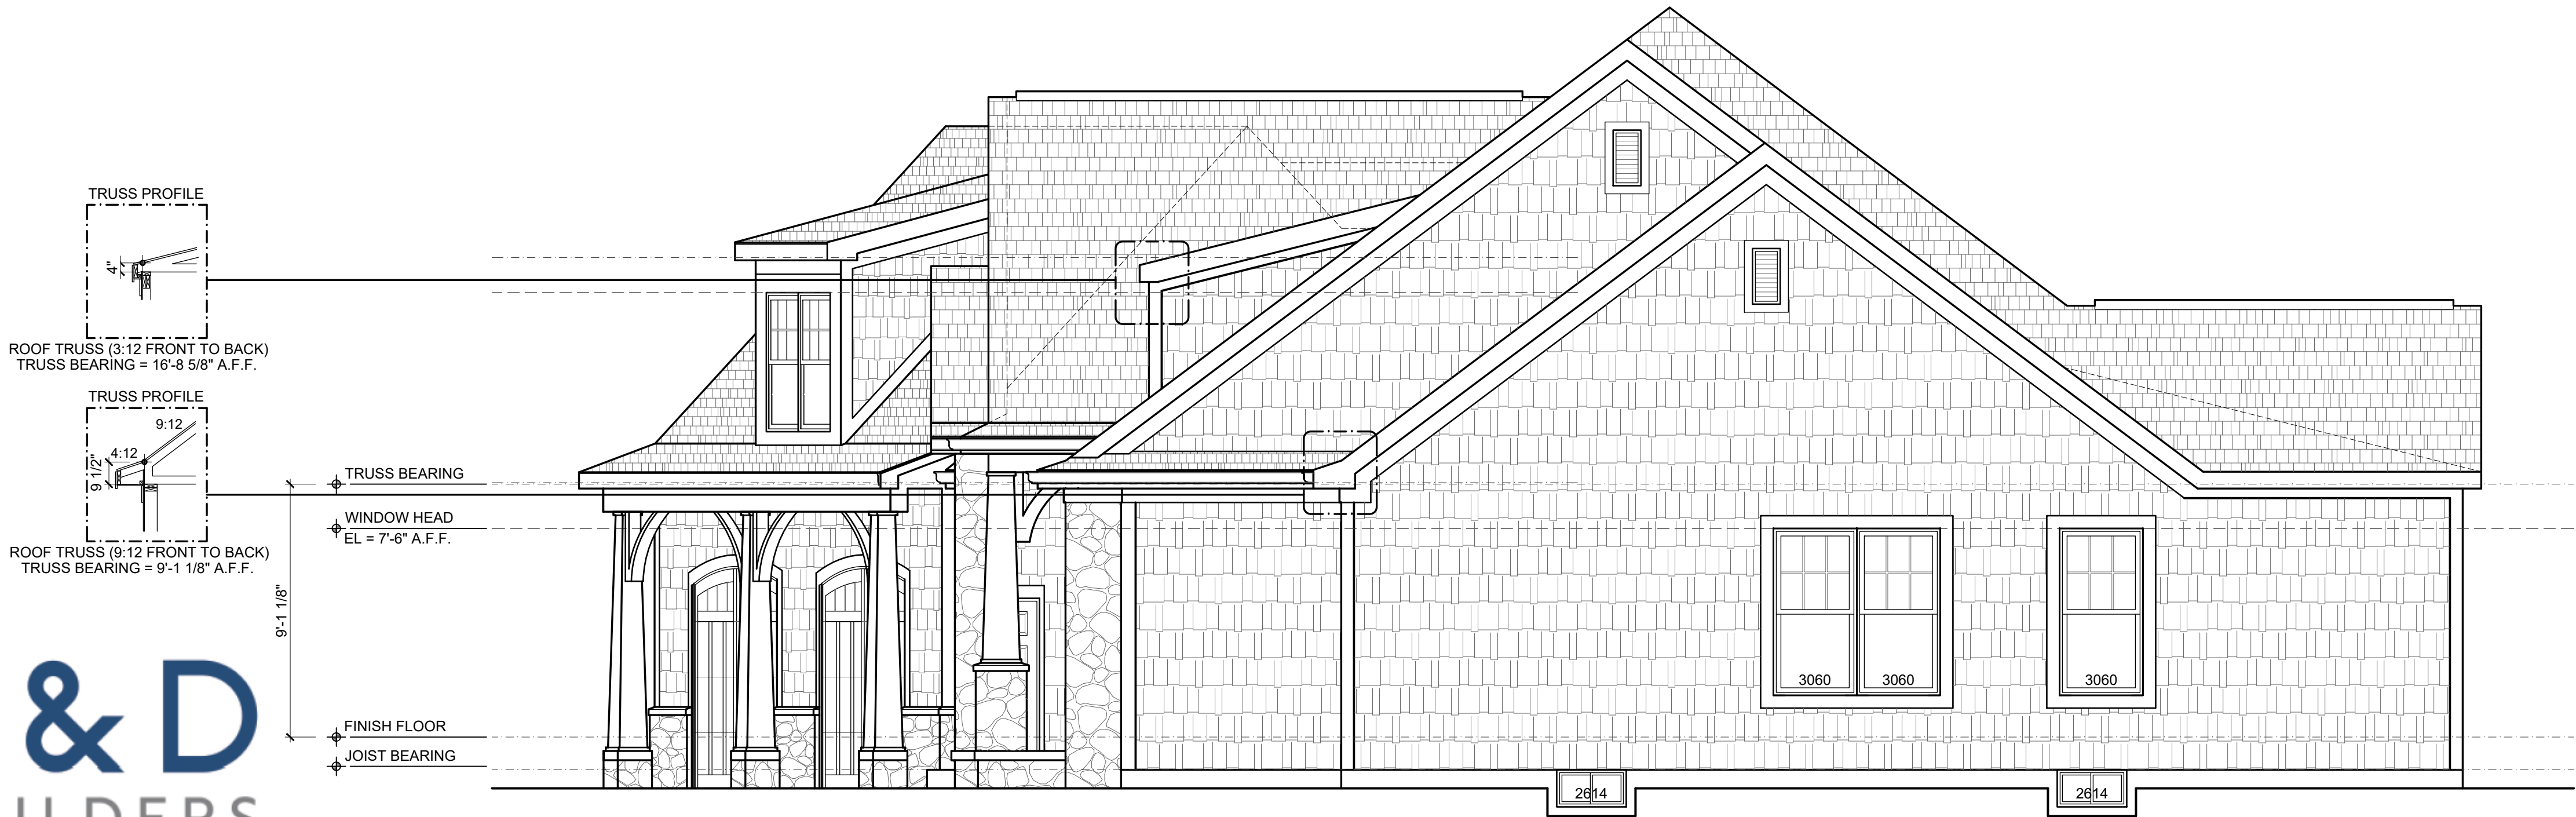 TRUSS PROFILE
4"
ROOF TRUSS (3:12 FRONT TO BACK)
TRUSS BEARING = 16'-8 5/8" A.F.F.
TRUSS PROFILE
9:12
4:12
9 1/2"
ROOF TRUSS (9:12 FRONT TO BACK)
TRUSS BEARING = 9'-1 1/8" A.F.F.
TRUSS BEARING
WINDOW HEAD
EL = 7'-6" A.F.F.
9'-1 1/8"
FINISH FLOOR
JOIST BEARING
3060 3060 3060
2614 2614
& D